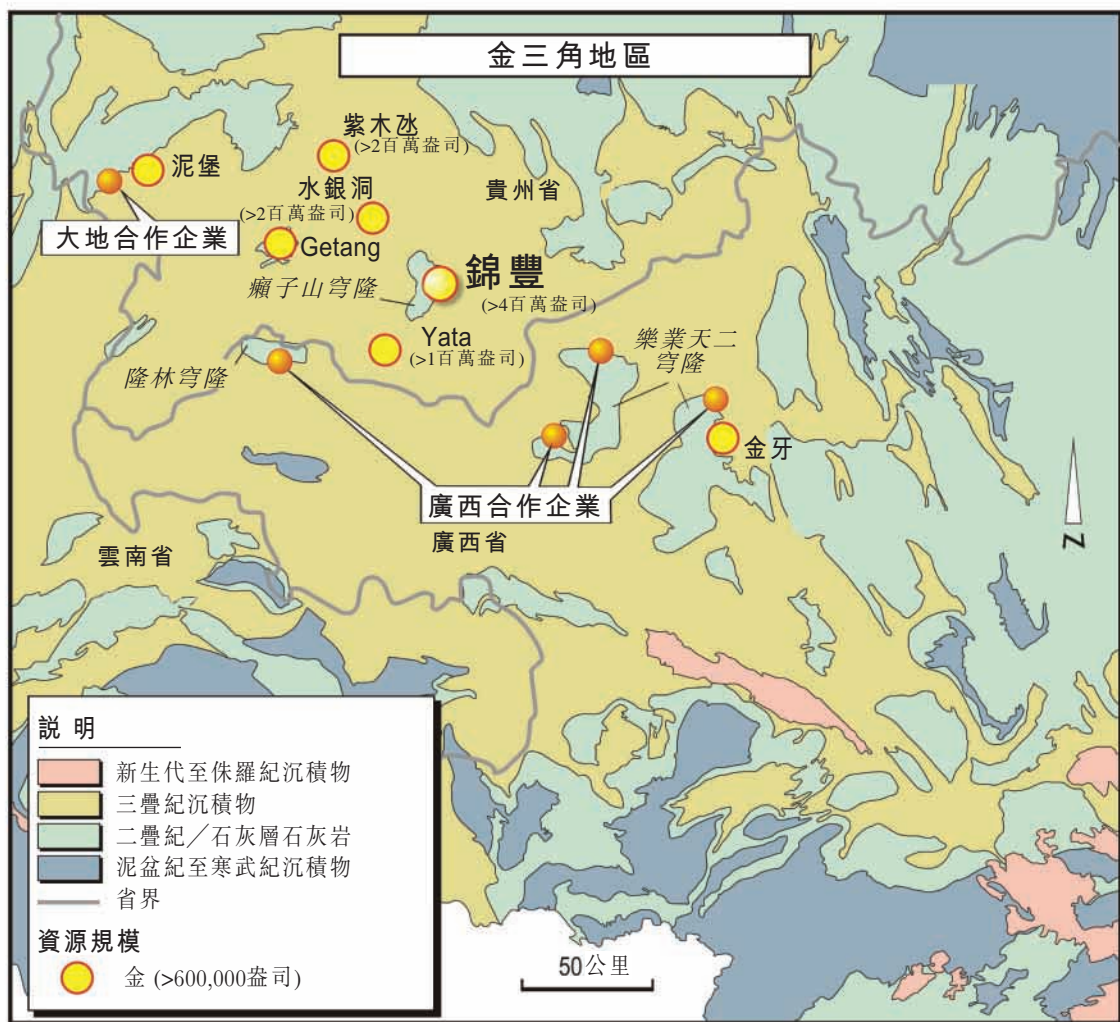 金三角地區
紫木凼
(>2百萬盎司)
泥堡
水銀洞
(>2百萬盎司)
貴州省
大地合作企業
Getang
錦豐
(>4百萬盎司)
癩子山穹隆
Yata
(>1百萬盎司)
樂業天二
穹隆
隆林穹隆
金牙
廣西合作企業
廣西省
雲南省
N
説 明
新生代至侏羅紀沉積物
三疊紀沉積物
二疊紀／石灰層石灰岩
泥盆紀至寒武紀沉積物
省界
資源規模
金 (>600,000盎司)
50公里